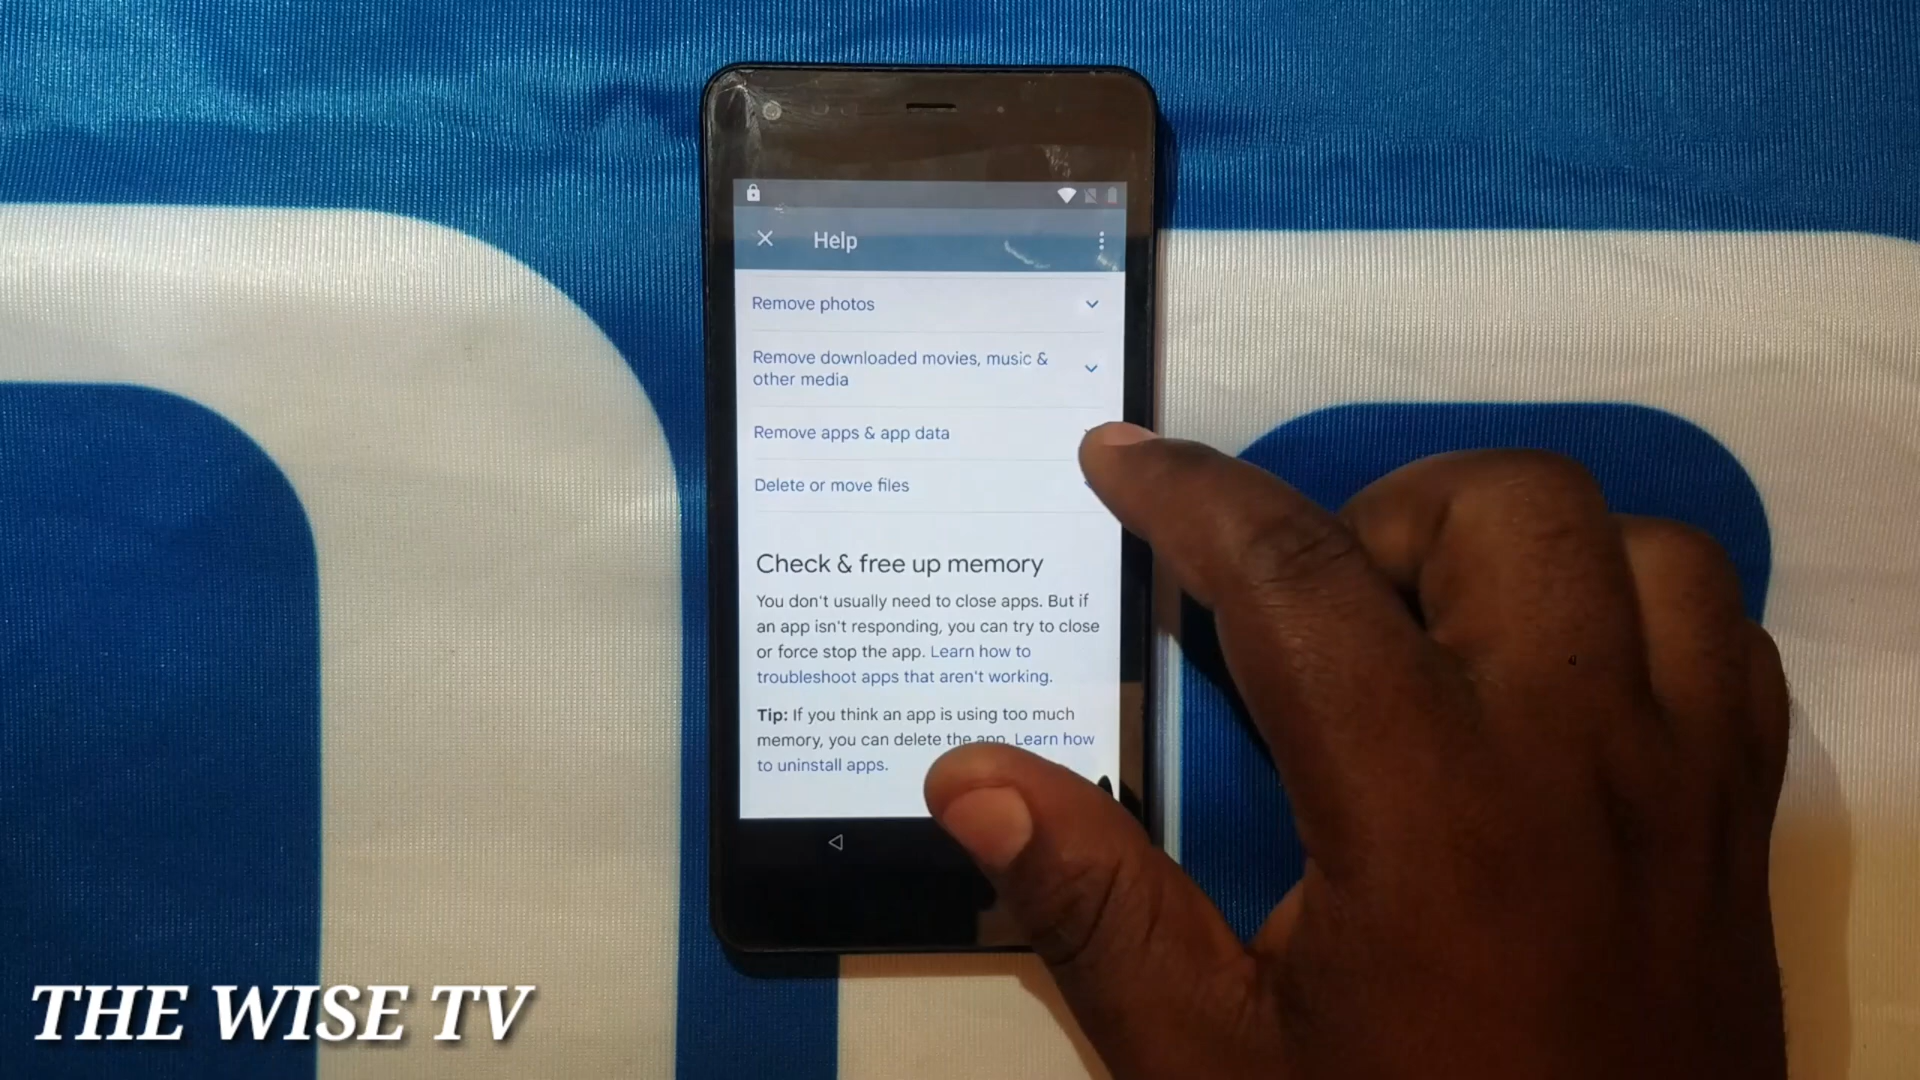 Help
Remove photos
Remove downloaded movies, music &
other media
Remove apps & app data
Delete or move files
Check & free up memory
You don't usually need to close apps. But if
an app isn't responding, you can try to close
or force stop the app. Learn how to
troubleshoot apps that aren't working.
Tip: If you think an app is using too much
memory, you can delete the app. Learn how
to uninstall apps.
THE WISE TV